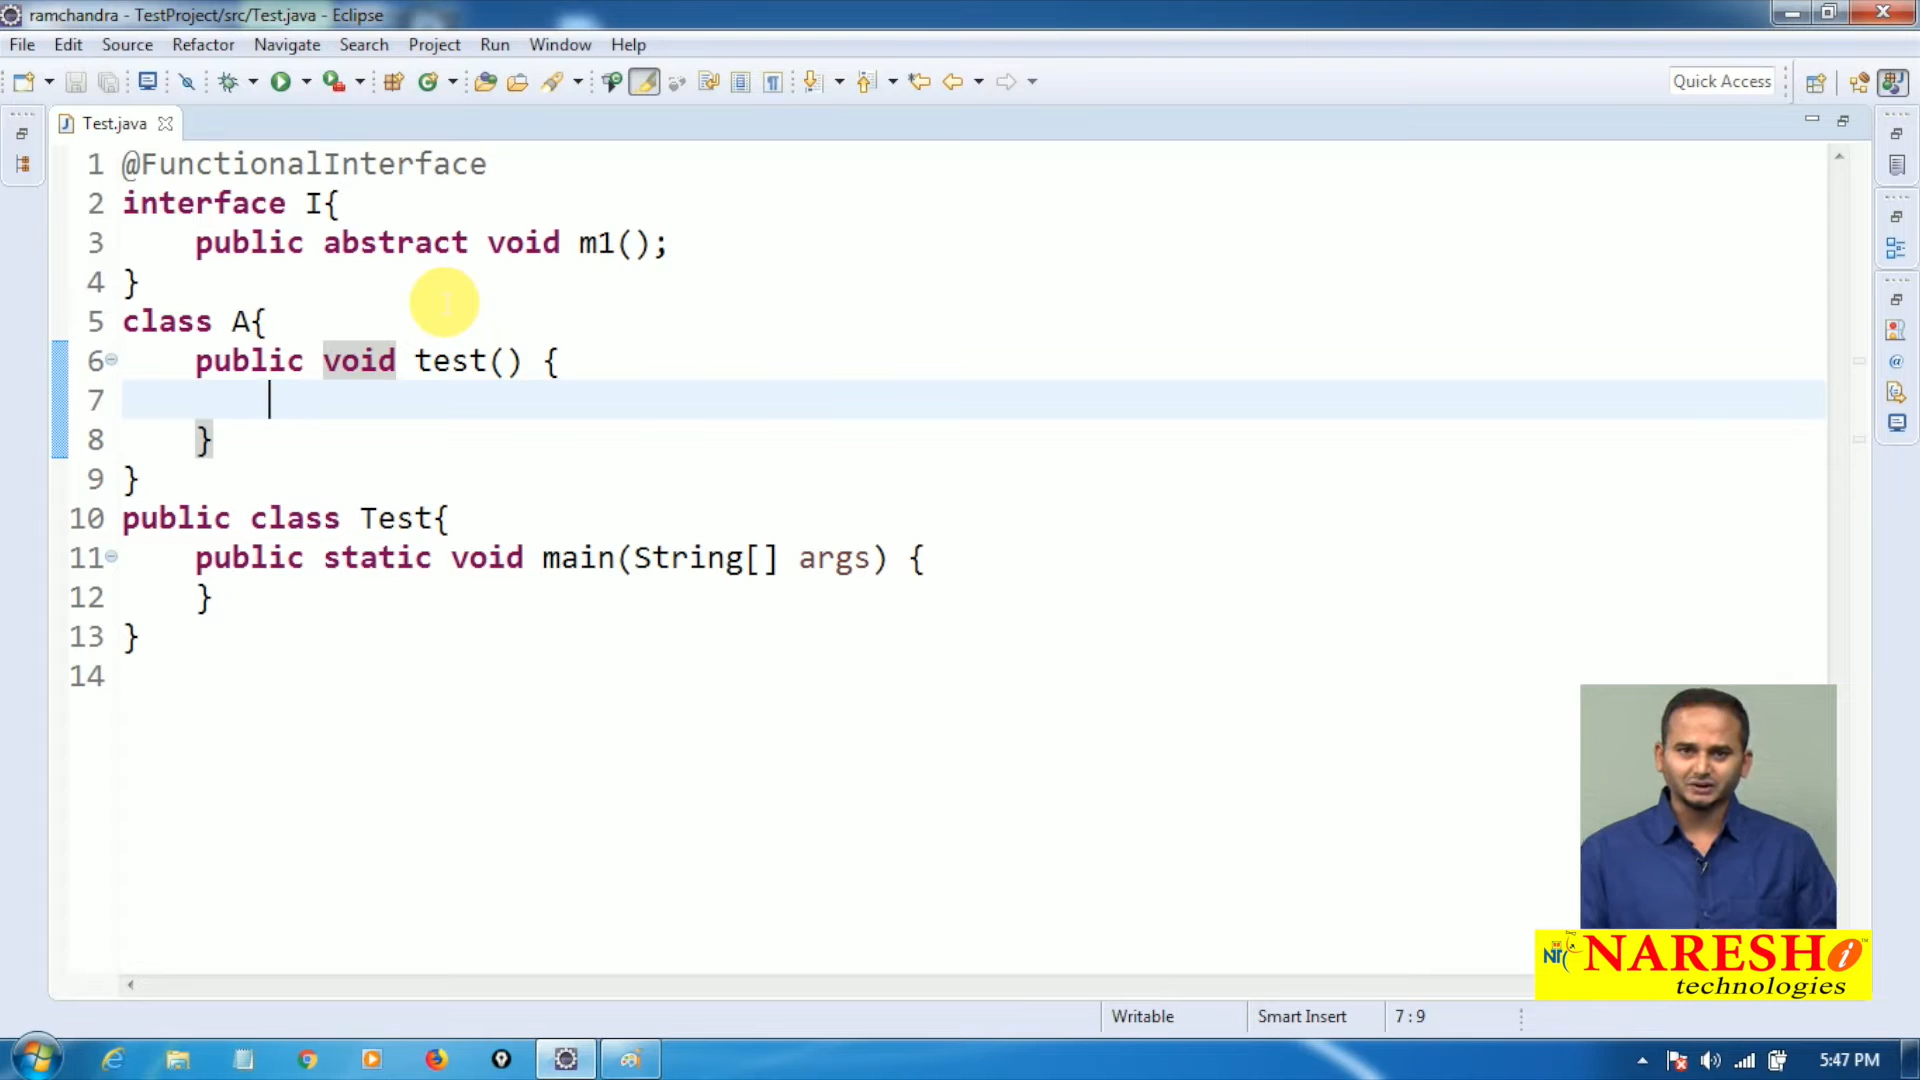 ramchandra - TestProject/src/Test.java - Eclipse
File Edit Source Refactor Navigate Search Project Run Window Help
Quick Access
Test.java
1 @FunctionalInterface
2 interface I{
3 public abstract void m1();
4 }
5 class A{
6 public void test() {
7
8 }
9 }
10 public class Test{
11 public static void main(String[] args) {
12 }
13 }
14
NARESH i
technologies
Writable Smart Insert 7 : 9
5:47 PM